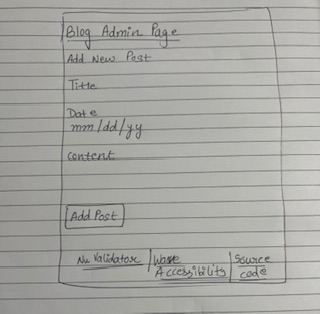 Blog Admin Page
Add New Post
Title
Date
mm/dd/yy
content
Add Post
Nu Validator
Wave
Accessibility
Source
code